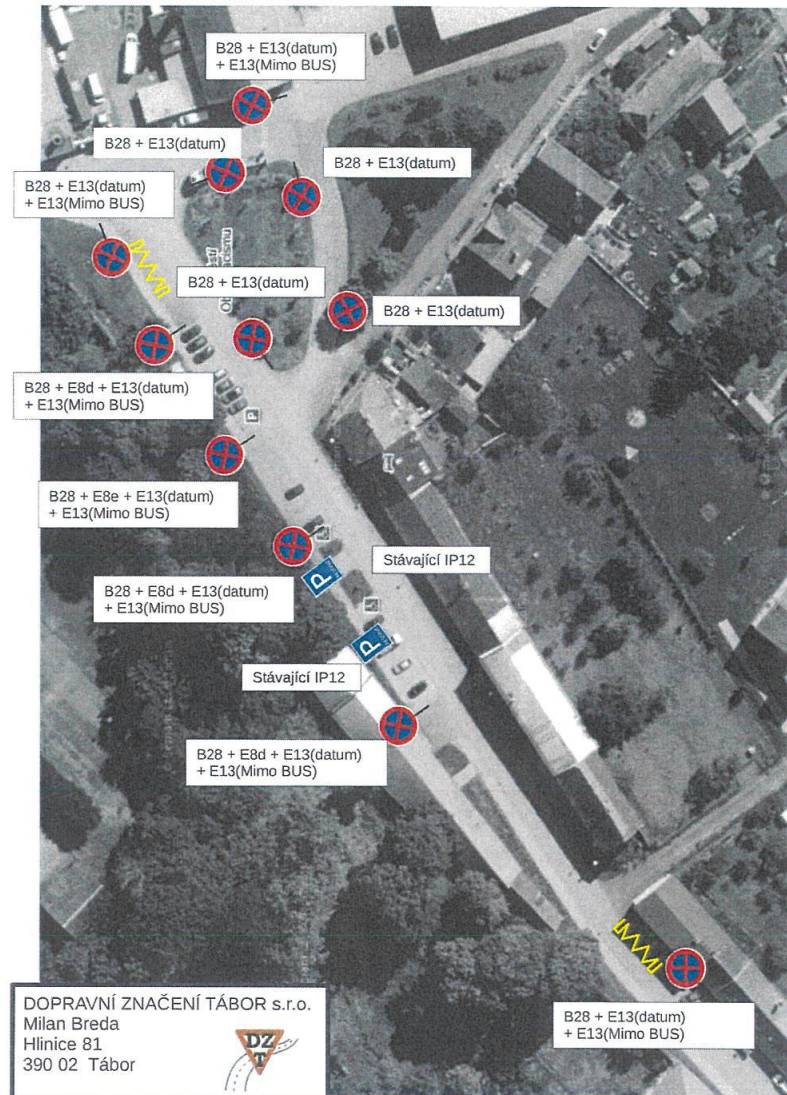 B28 + E13(datum)
+ E13(Mimo BUS)
B28 + E13(datum)
B28 + E13(datum)
B28 + E13(datum)
+E13(Mimo BUS)
B28 + E13(datum)
B28 + E13(datum)
B28 + E8d + E13(datum)
+E13(Mimo BUS)
P
B28 + E8e + E13(datum)
+ E13(Mimo BUS)
Stávající IP12
B28 + E8d + E13(datum)
+ E13(Mimo BUS)
P
P
Stávající IP12
B28 + E8d + E13(datum)
+ E13(Mimo BUS)
B28 + E13(datum)
+ E13(Mimo BUS)
DOPRAVNÍ ZNAČENÍ TÁBOR s.r.o.
Milan Breda
Hlinice 81
390 02 Tábor
DZ
T